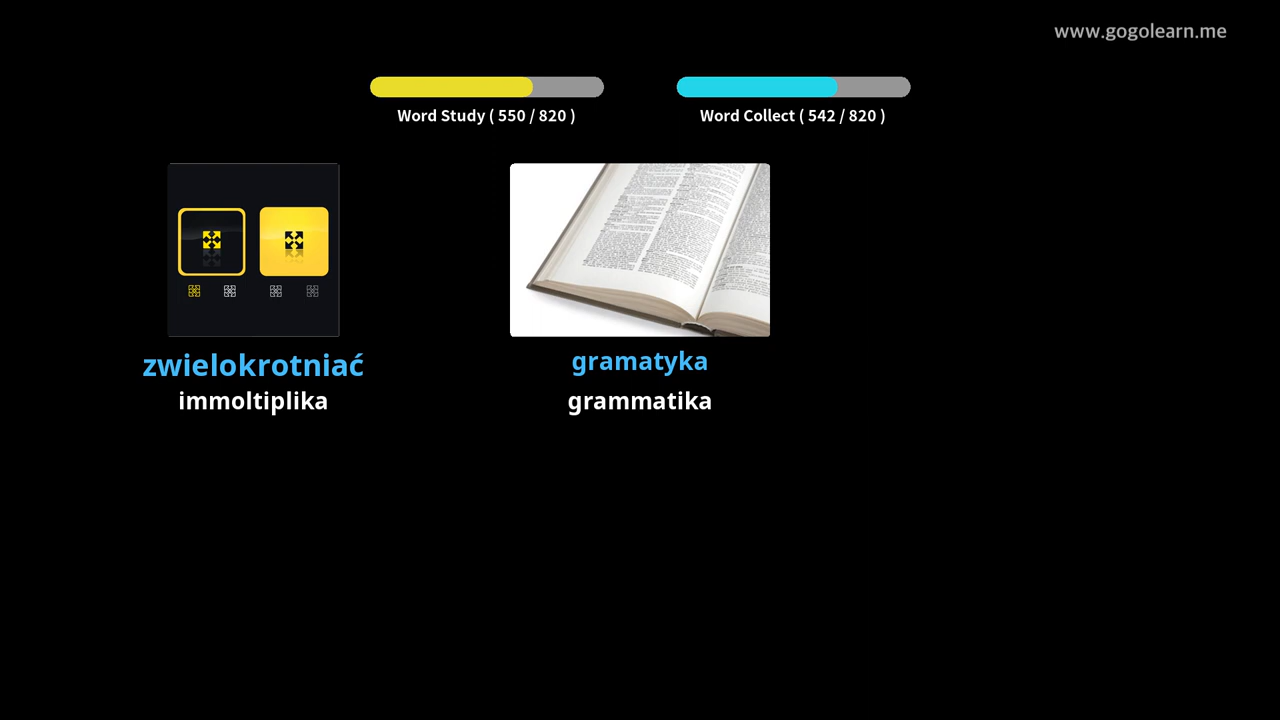 www.gogolearn.me
Word Study ( 550 / 820 )
Word Collect ( 542 / 820 )
zwielokrotniać
immoltiplika
gramatyka
grammatika